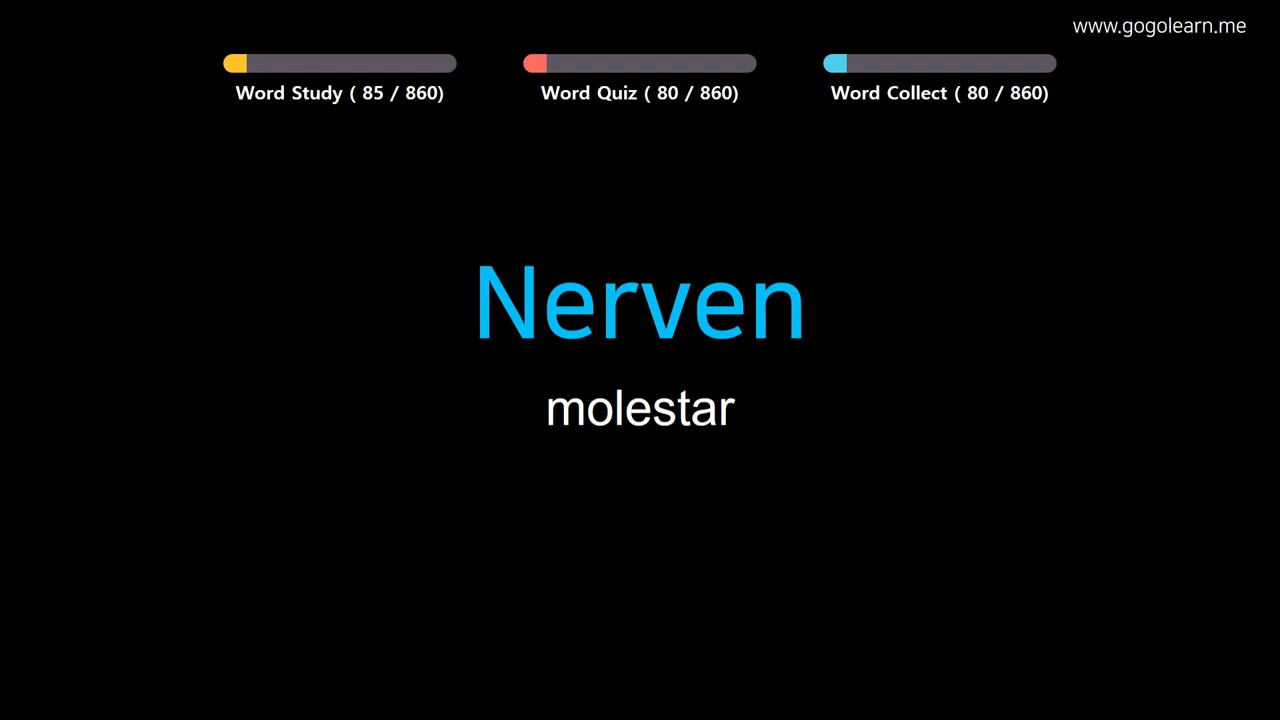 www.gogolearn.me
Word Study ( 85 / 860)
Word Quiz ( 80 / 860)
Word Collect ( 80 / 860)
Nerven
molestar